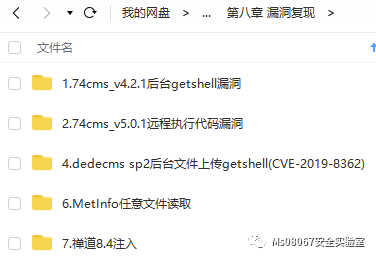 我的网盘 > ... 第八章 漏洞复现 >
文件名
1.74cms_v4.2.1后台getshell漏洞
2.74cms_v5.0.1远程执行代码漏洞
4.dedecms sp2后台文件上传getshell(CVE-2019-8362)
6.MetInfo任意文件读取
7.禅道8.4注入
Ms08067安全实验室